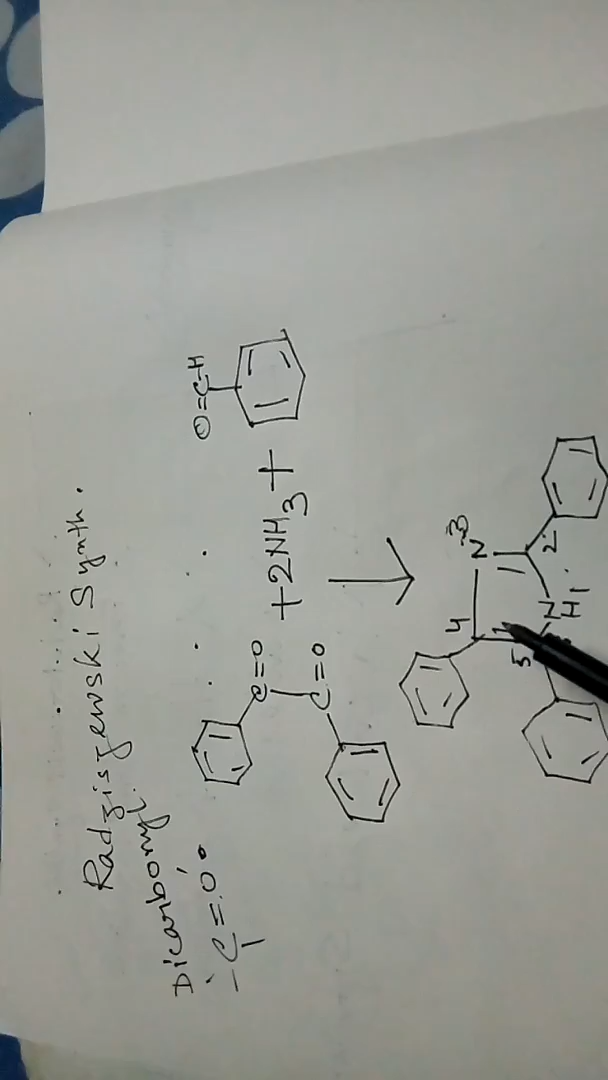 Radziszewski Synth.
Dicarbonyl.
-C=O
C=O
C=O
+2NH3+
O=C-H
4
N
3
2
5
N
H
1